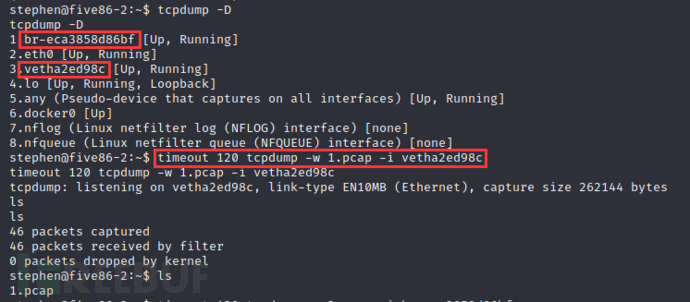 stephen@five86-2:~$ tcpdump -D
tcpdump -D
1.br-eca3858d86bf [Up, Running]
2.eth0 [Up, Running]
3.vetha2ed98c [Up, Running]
4.lo [Up, Running, Loopback]
5.any (Pseudo-device that captures on all interfaces) [Up, Running]
6.docker0 [Up]
7.nflog (Linux netfilter log (NFLOG) interface) [none]
8.nfqueue (Linux netfilter queue (NFQUEUE) interface) [none]
stephen@five86-2:~$ timeout 120 tcpdump -w 1.pcap -i vetha2ed98c
timeout 120 tcpdump -w 1.pcap -i vetha2ed98c
tcpdump: listening on vetha2ed98c, link-type EN10MB (Ethernet), capture size 262144 bytes
ls
ls
46 packets captured
46 packets received by filter
0 packets dropped by kernel
stephen@five86-2:~$ ls
1.pcap
FREEBUF